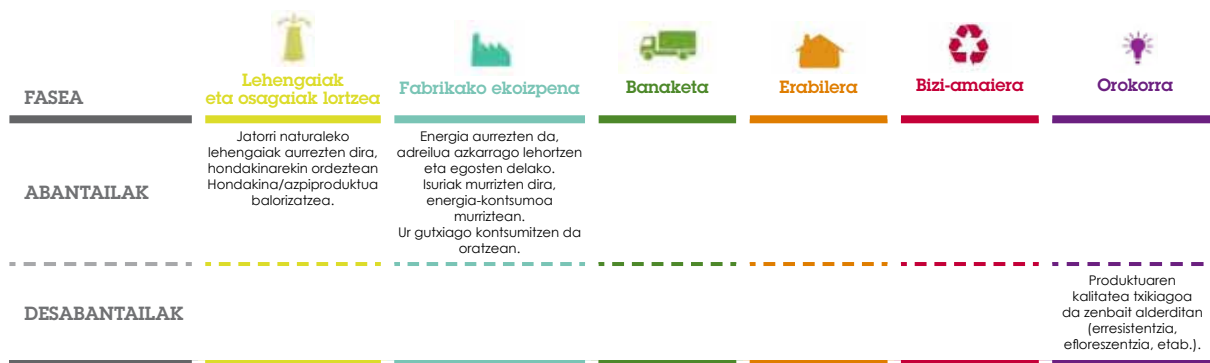 FASEA
Lehengaiak
eta osagaiak lortzea
Fabrikako ekoizpena
Banaketa
Erabilera
Bizi-amaiera
Orokorra
ABANTAILAK
Jatorri naturaleko
lehengaiak aurrezten dira,
hondakinarekin ordeztean
Hondakina/azpiproduktua
balorizatzea.
Energia aurrezten da,
adreilua azkarrago lehortzen
eta egosten delako.
Isuriak murrizten dira,
energia-kontsumoa
murriztean.
Ur gutxiago kontsumitzen da
oratzean.
DESABANTAILAK
Produktuaren
kalitatea txikiagoa
da zenbait alderditan
(erresistentzia,
efloreszentzia, etab.).